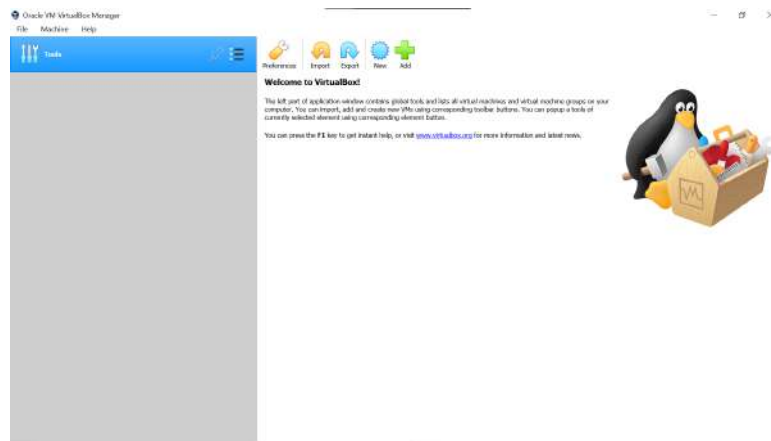 Oracle VM VirtualBox Manager
File Machine Help
Tools
Preferences Import Export New Add
Welcome to VirtualBox!
The left part of application window contains global tools and lists all virtual machines and virtual machine groups on your
computer. You can import, add and create new VMs using corresponding toolbar buttons. You can popup a tools of
currently selected element using corresponding element button.
You can press the F1 key to get instant help, or visit www.virtualbox.org for more information and latest news.